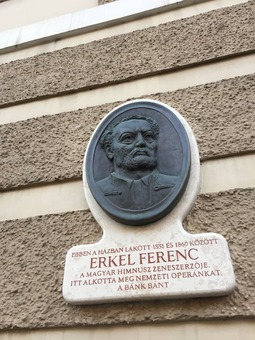 EBBEN A HÁZBAN LAKOTT 1851 ÉS 1860 KÖZÖTT
ERKEL FERENC
A MAGYAR HIMNUSZ ZENESZERZŐJE.
ITT ALKOTTA MEG NEMZETI OPERÁNKAT,
A BÁNK BÁNT